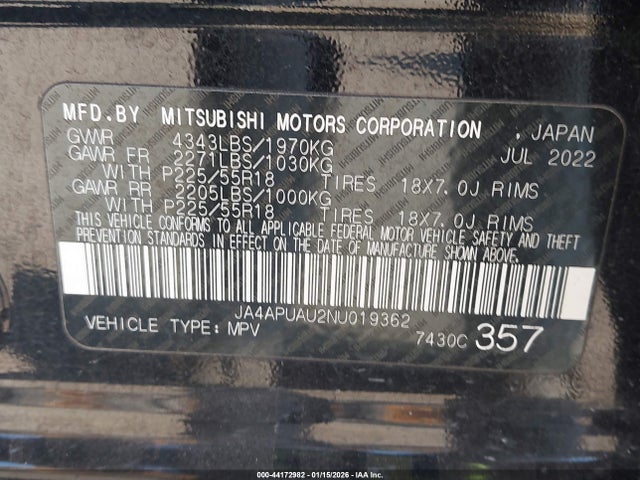 MFD.BY MITSUBISHI MOTORS CORPORATION , JAPAN
GVWR 4343LBS/1970KG JUL 2022
GAWR FR 2271LBS/1030KG
WITH P225/55R18 TIRES 18X7.0J RIMS
GAWR RR 2205LBS/1000KG
WITH P225/55R18 TIRES 18X7.0J RIMS
THIS VEHICLE CONFORMS TO ALL APPLICABLE FEDERAL MOTOR VEHICLE SAFETY AND THEFT
PREVENTION STANDARDS IN EFFECT ON THE DATE OF MANUFACTURE SHOWN ABOVE.
JA4APUAU2NU019362
VEHICLE TYPE: MPV 7430C 357
000-44172982 - 01/15/2026 - IAA Inc.